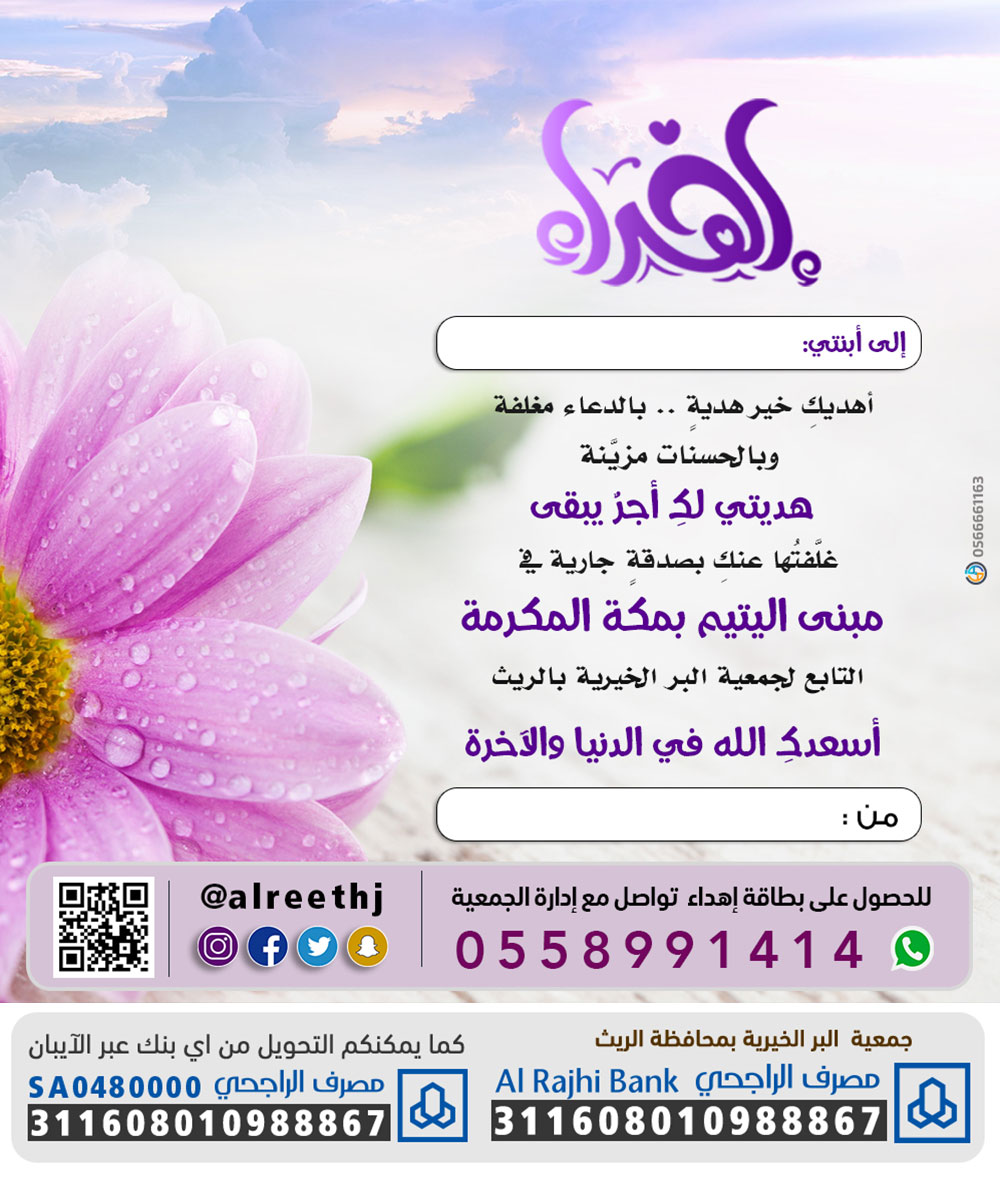 إهداء
إلى أبنتي:
أهديكِ خير هديةٍ .. بالدعاء مغلفة
وبالحسنات مزيَّنة
هديتي لكِ أجرُ يبقى
غلَّفتُها عنكِ بصدقةٍ جارية في
مبنى اليتيم بمكة المكرمة
التابع لجمعية البر الخيرية بالريث
أسعدكِ الله في الدنيا والآخرة
من :
0566661163
للحصول على بطاقة إهداء تواصل مع إدارة الجمعية
0558991414
@alreethj
جمعية البر الخيرية بمحافظة الريث
مصرف الراجحي Al Rajhi Bank
311608010988867
كما يمكنكم التحويل من اي بنك عبر الآيبان
مصرف الراجحي SA0480000
311608010988867